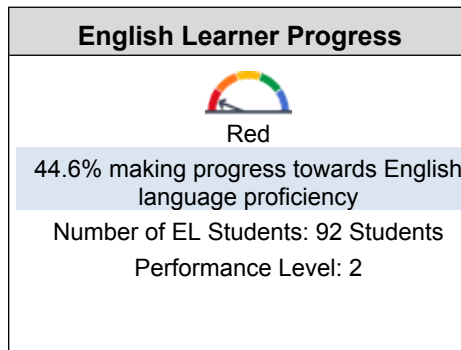 English Learner Progress
Red
44.6% making progress towards English
language proficiency
Number of EL Students: 92 Students
Performance Level: 2